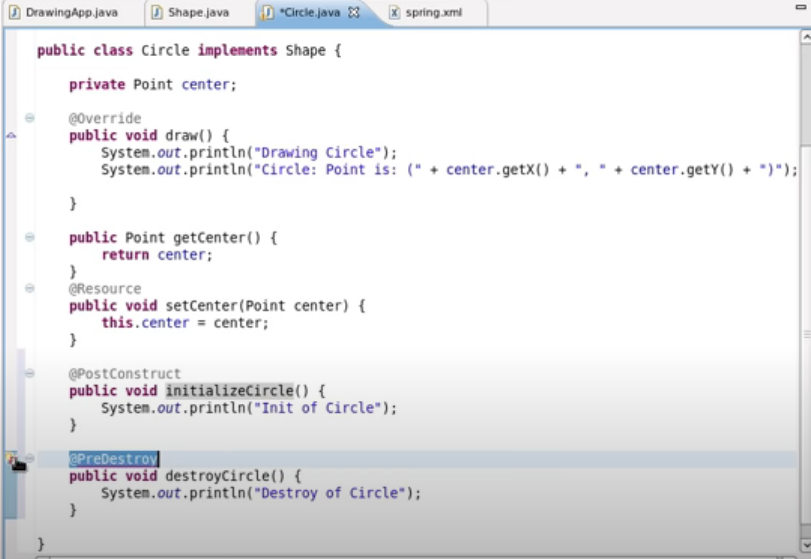 DrawingApp.java Shape.java *Circle.java spring.xml
public class Circle implements Shape {
private Point center;
@Override
public void draw() {
System.out.println("Drawing Circle");
System.out.println("Circle: Point is: (" + center.getX() + ", " + center.getY() + ")");
}
public Point getCenter() {
return center;
}
@Resource
public void setCenter(Point center) {
this.center = center;
}
@PostConstruct
public void initializeCircle() {
System.out.println("Init of Circle");
}
@PreDestroy
public void destroyCircle() {
System.out.println("Destroy of Circle");
}
}